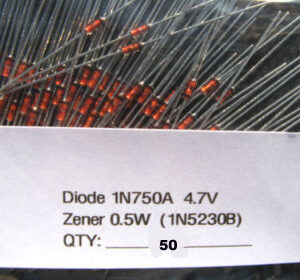 Diode 1N750A 4.7V
Zener 0.5W (1N5230B)
QTY: 50